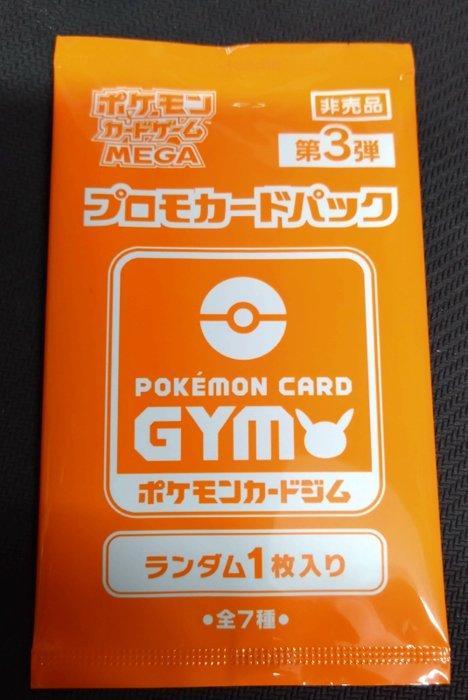 ポケモン
カードゲーム
MEGA
非売品
第3弾
プロモカードパック
POKÉMON CARD
GYM
ポケモンカードジム
ランダム1枚入り
•全7種•